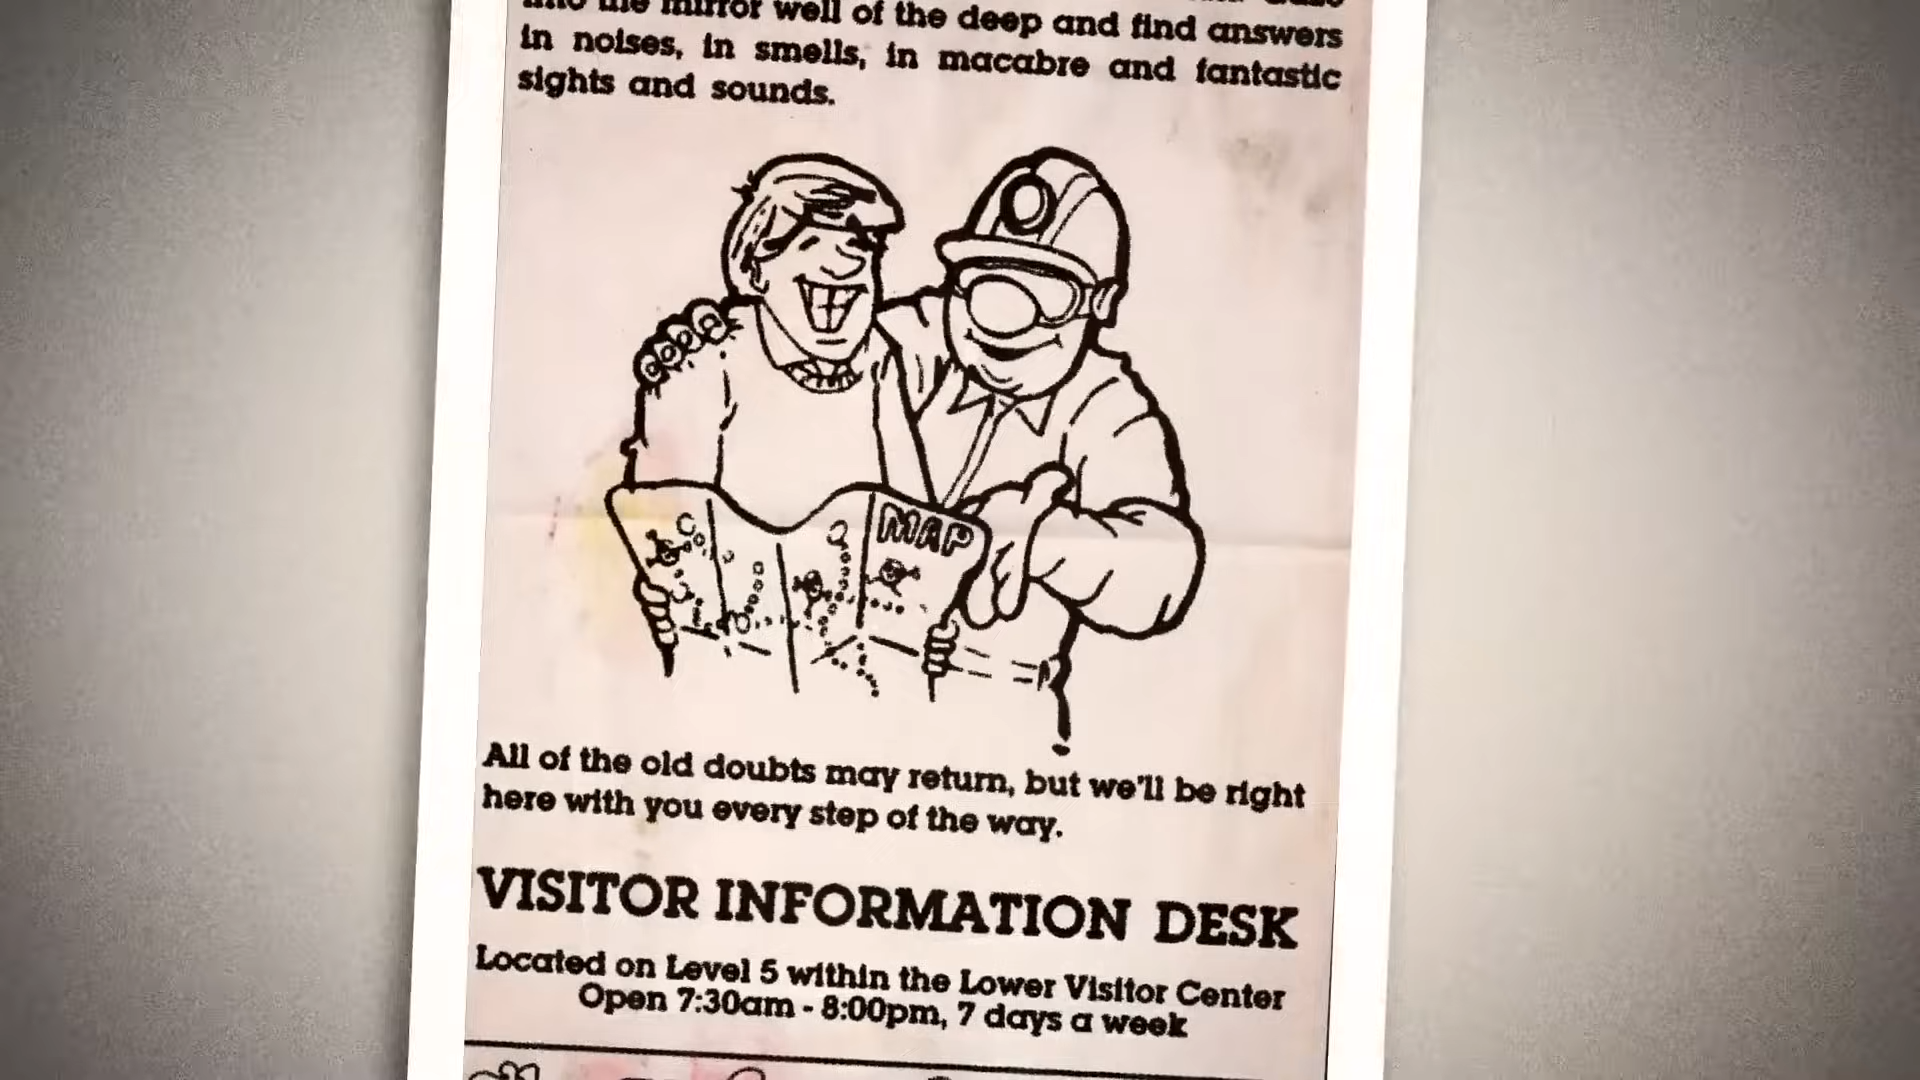 into the mirror well of the deep and find answers
in noises, in smells, in macabre and fantastic
sights and sounds.
MAP
All of the old doubts may return, but we'll be right
here with you every step of the way.
VISITOR INFORMATION DESK
Located on Level 5 within the Lower Visitor Center
Open 7:30am - 8:00pm, 7 days a week